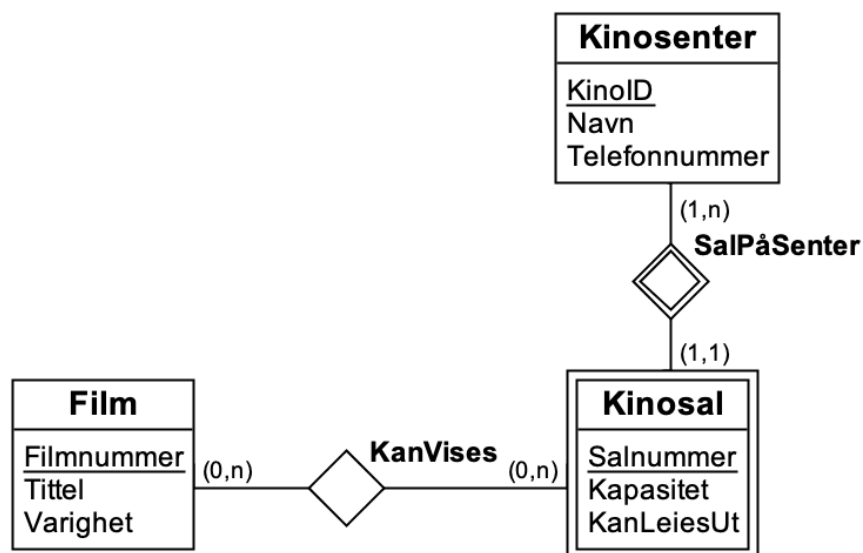 Kinosenter
KinoID
Navn
Telefonnummer
(1,n)
SalPåSenter
(1,1)
Film
Filmnummer
Tittel
Varighet
(0,n)
KanVises
(0,n)
Kinosal
Salnummer
Kapasitet
KanLeiesUt